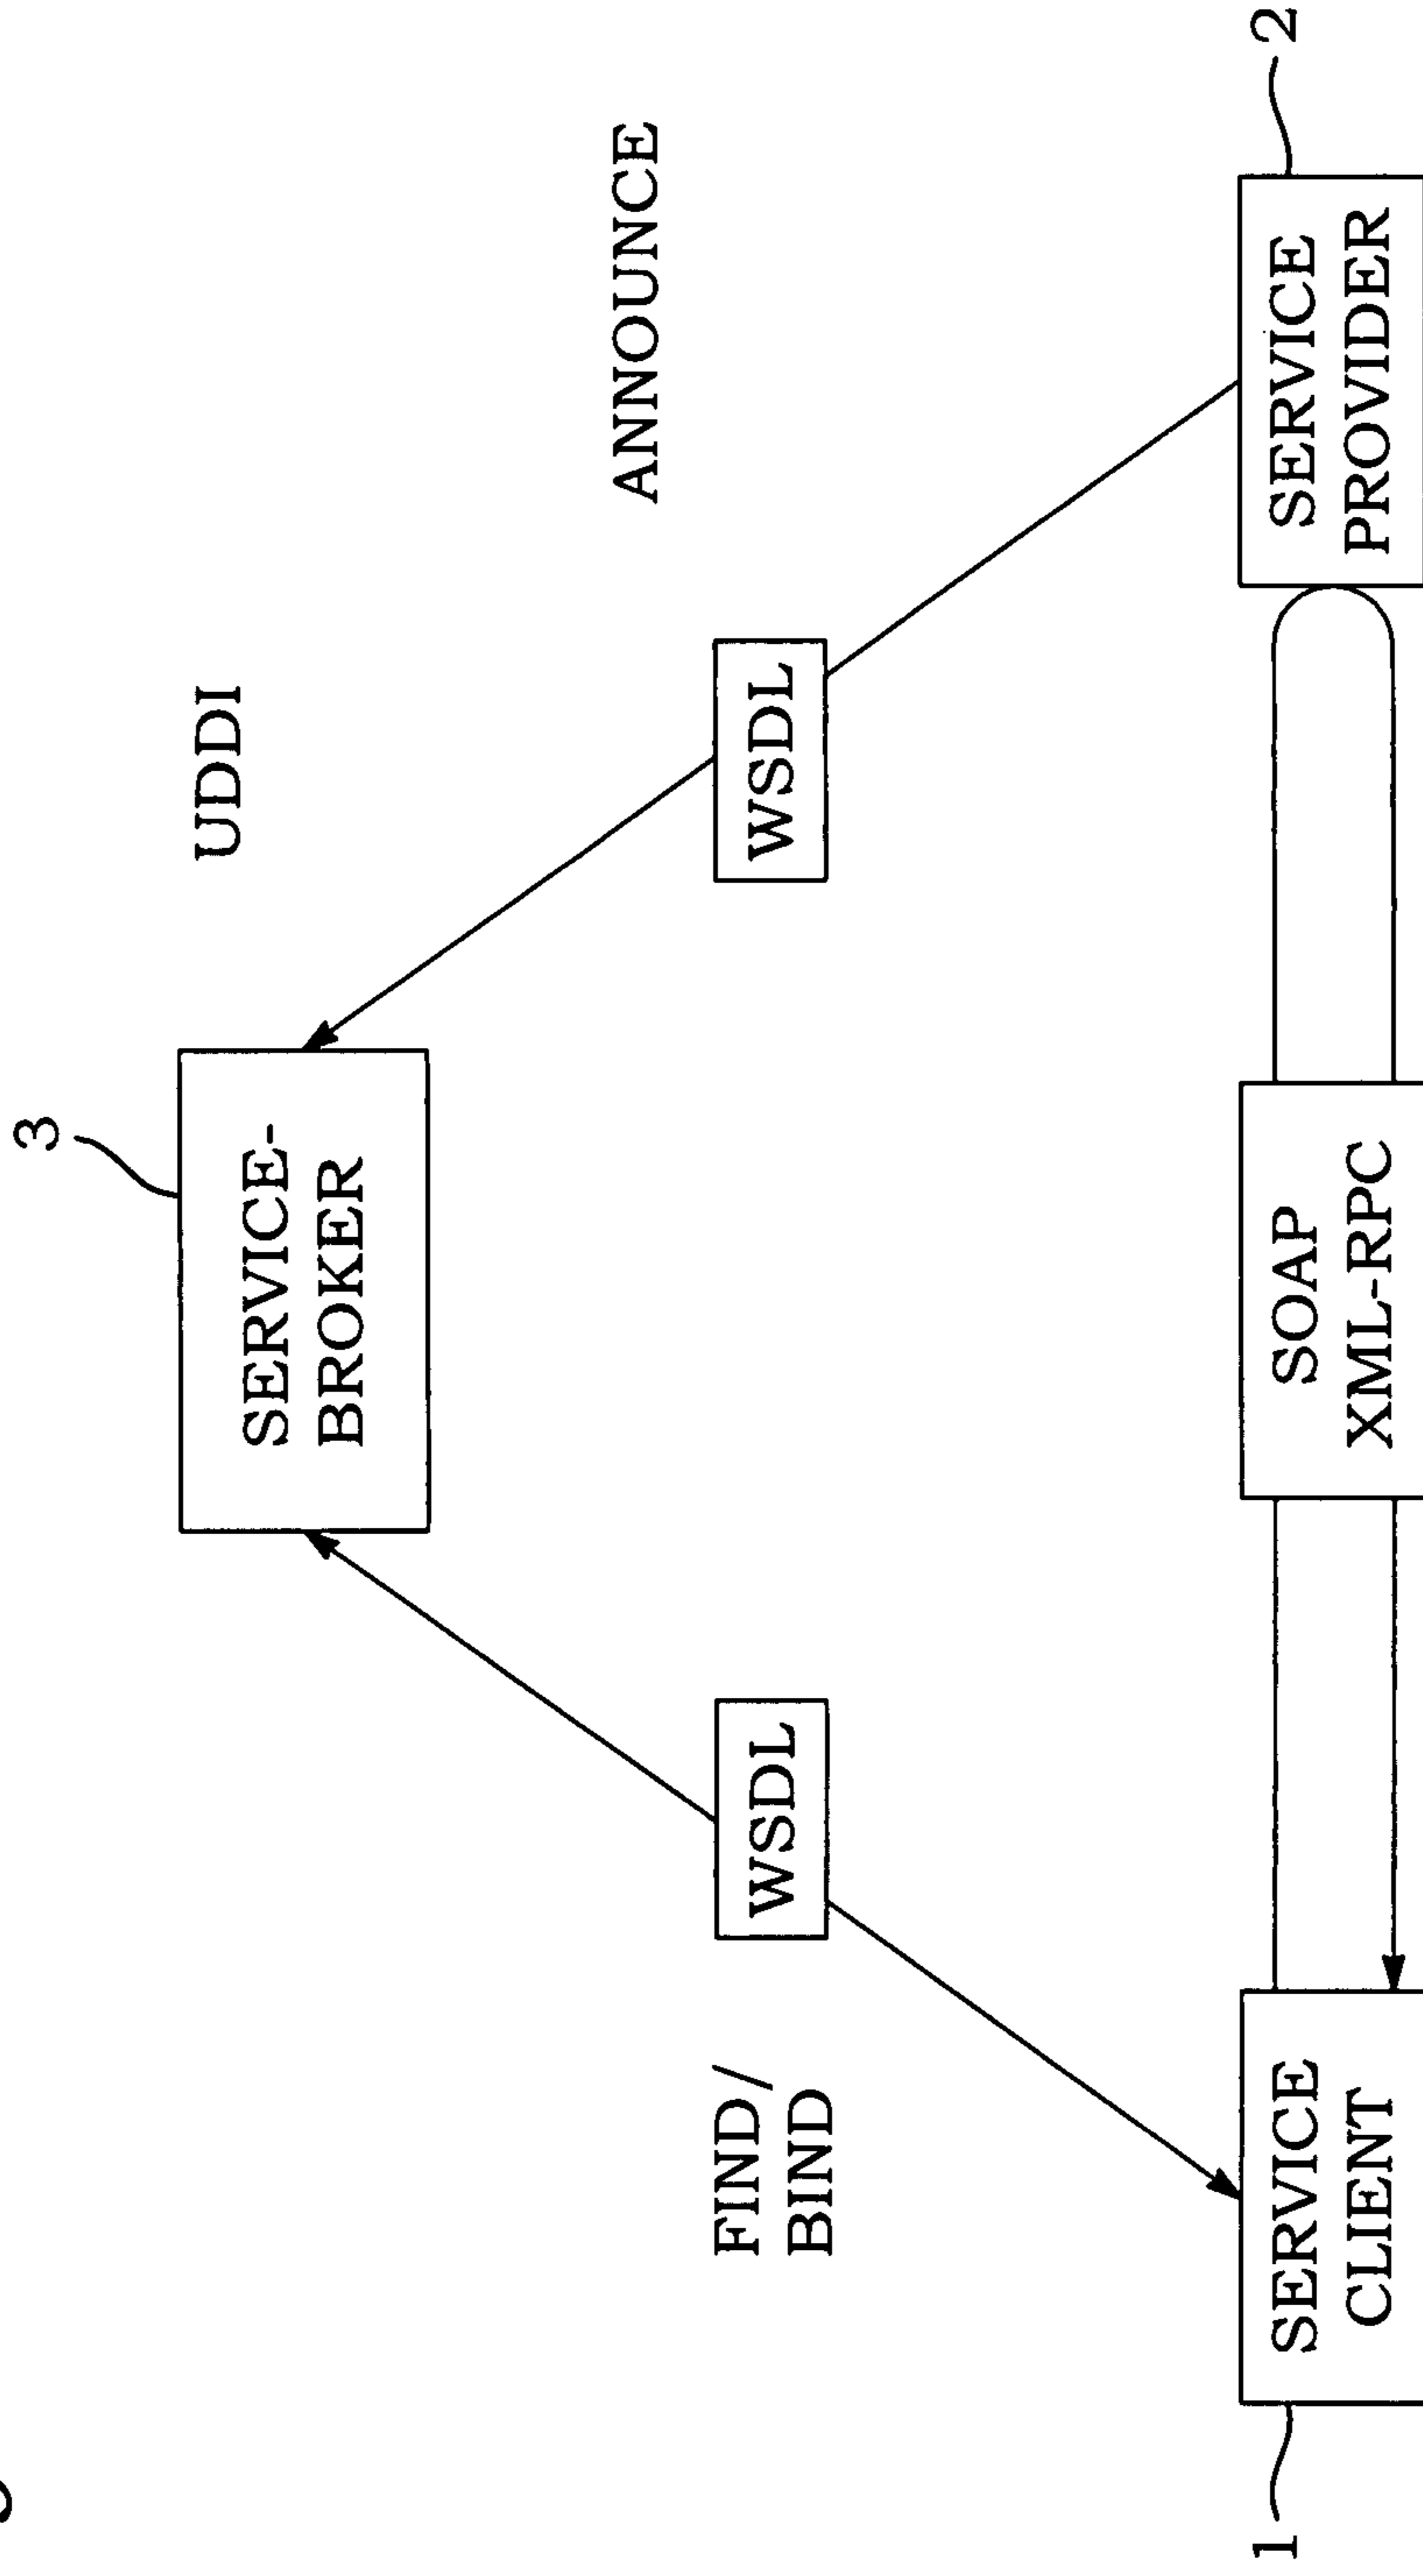 3
UDDI
SERVICE-
BROKER
ANNOUNCE
FIND/
BIND
WSDL
WSDL
1
SERVICE
CLIENT
SOAP
XML-RPC
SERVICE
PROVIDER
2